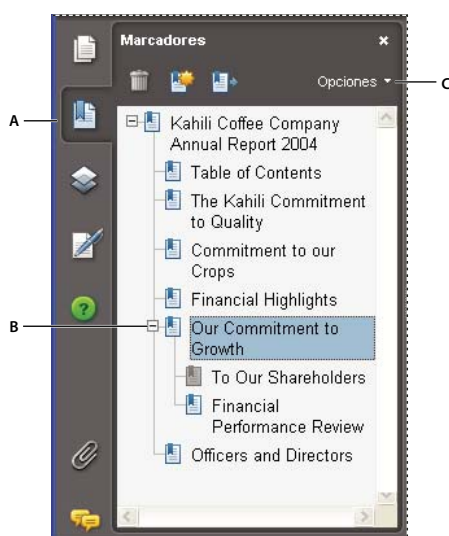 Marcadores
Opciones
C
A
Kahili Coffee Company
Annual Report 2004
Table of Contents
The Kahili Commitment
to Quality
Commitment to our
Crops
Financial Highlights
B
Our Commitment to
Growth
To Our Shareholders
Financial
Performance Review
Officers and Directors